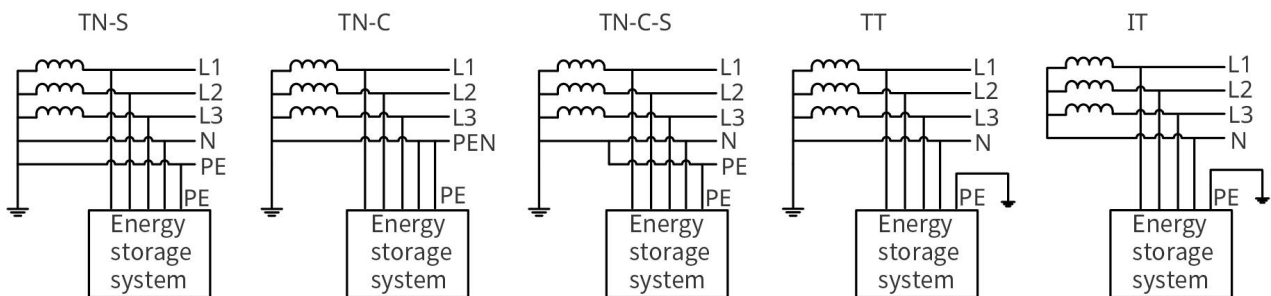 TN-S
L1
L2
L3
N
PE
PE
Energy
storage
system
TN-C
L1
L2
L3
PEN
PE
Energy
storage
system
TN-C-S
L1
L2
L3
N
PE
PE
Energy
storage
system
TT
L1
L2
L3
N
PE
Energy
storage
system
IT
L1
L2
L3
N
PE
Energy
storage
system